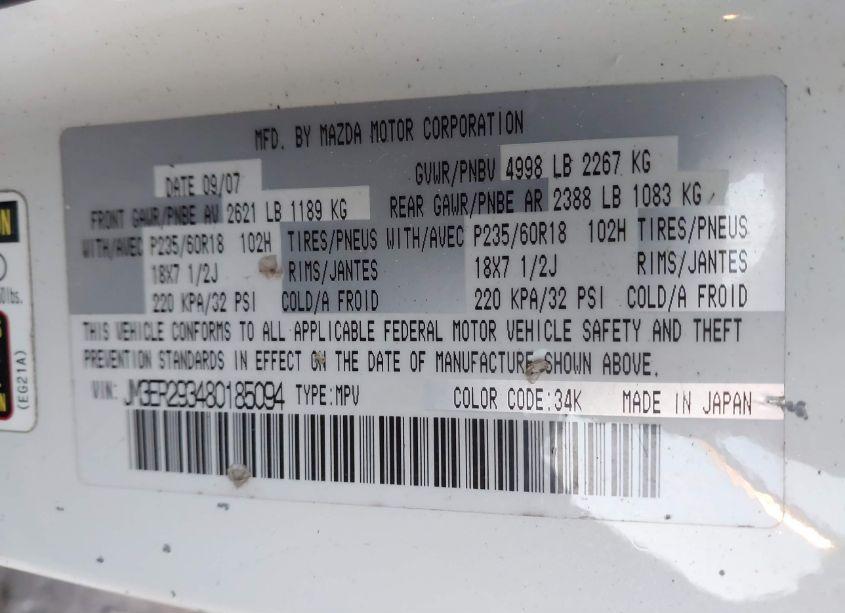 MFD. BY MAZDA MOTOR CORPORATION
DATE 09/07 GVWR/PNBV 4998 LB 2267 KG
FRONT GAWR/PNBE AV 2621 LB 1189 KG REAR GAWR/PNBE AR 2388 LB 1083 KG
WITH/AVEC P235/60R18 102H TIRES/PNEUS WITH/AVEC P235/60R18 102H TIRES/PNEUS
18X7 1/2J RIMS/JANTES 18X7 1/2J RIMS/JANTES
220 KPA/32 PSI COLD/A FROID 220 KPA/32 PSI COLD/A FROID
THIS VEHICLE CONFORMS TO ALL APPLICABLE FEDERAL MOTOR VEHICLE SAFETY AND THEFT
PREVENTION STANDARDS IN EFFECT ON THE DATE OF MANUFACTURE SHOWN ABOVE.
VIN: JM3ER293480185094 TYPE:MPV COLOR CODE:34K MADE IN JAPAN
(EG21A)